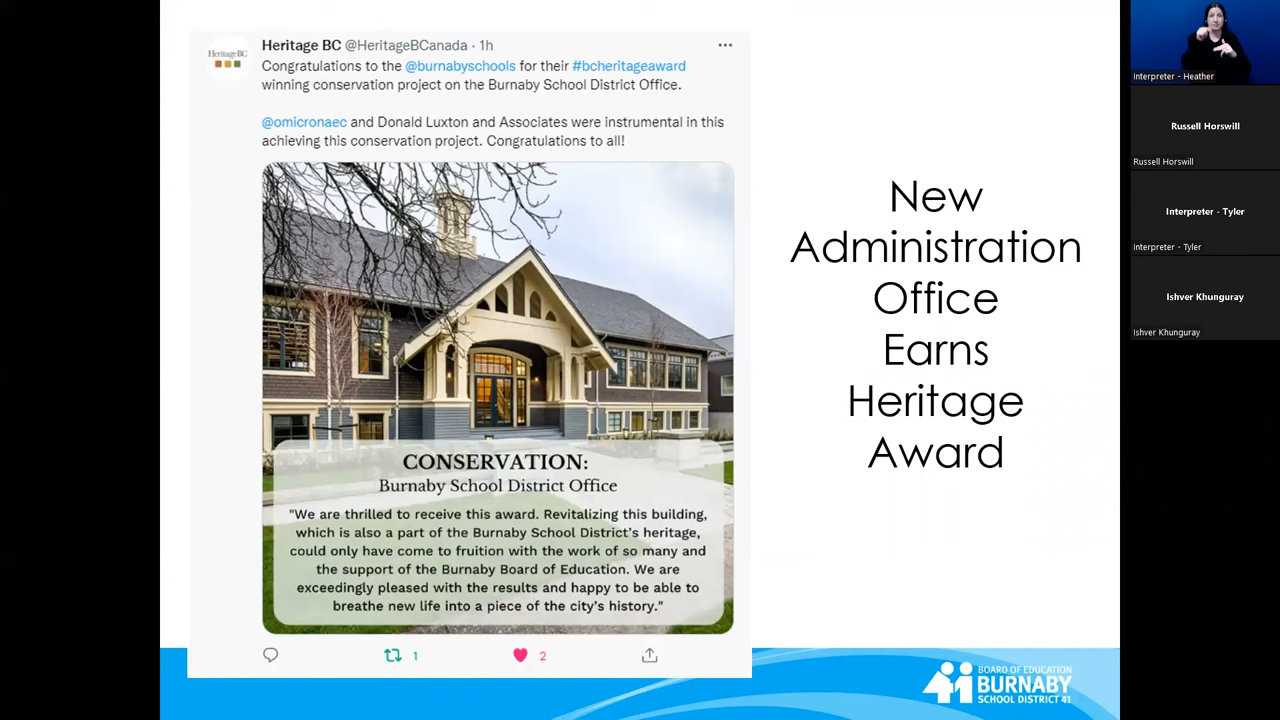 Heritage BC @HeritageBCanada · 1h
Heritage BC
Congratulations to the @burnabyschools for their #bcheritageaward
winning conservation project on the Burnaby School District Office.
@omicronaec and Donald Luxton and Associates were instrumental in this
achieving this conservation project. Congratulations to all!
CONSERVATION:
Burnaby School District Office
"We are thrilled to receive this award. Revitalizing this building,
which is also a part of the Burnaby School District's heritage,
could only have come to fruition with the work of so many and
the support of the Burnaby Board of Education. We are
exceedingly pleased with the results and happy to be able to
breathe new life into a piece of the city's history."
1
2
New
Administration
Office
Earns
Heritage
Award
BOARD OF EDUCATION
BURNABY
SCHOOL DISTRICT 41
Interpreter - Heather
Russell Horswill
Russell Horswill
Interpreter - Tyler
Interpreter - Tyler
Ishver Khunguray
Ishver Khunguray